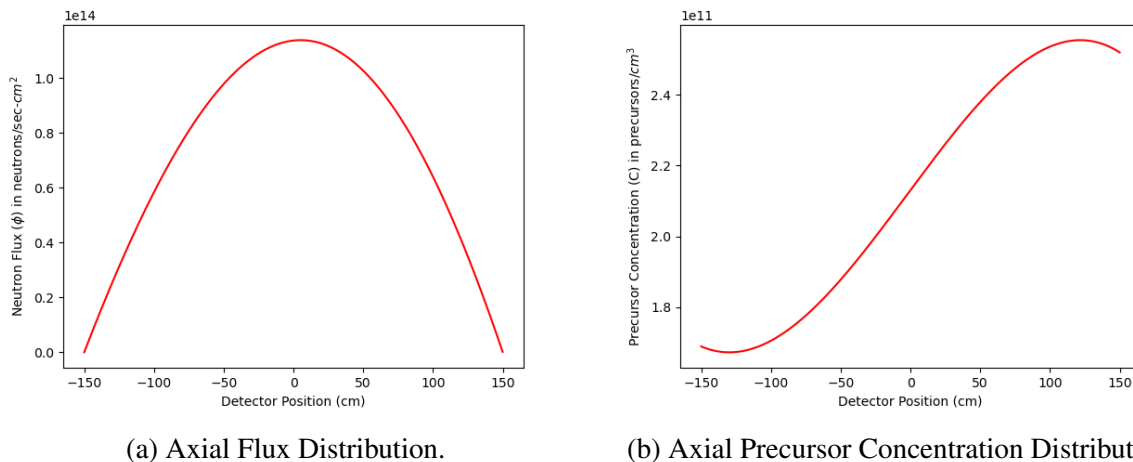 1e14
Neutron Flux (ϕ) in neutrons/sec-cm²
1.0
0.8
0.6
0.4
0.2
0.0
−150 −100 −50 0 50 100 150
Detector Position (cm)
(a) Axial Flux Distribution.
1e11
Precursor Concentration (C) in precursors/cm³
2.4
2.2
2.0
1.8
−150 −100 −50 0 50 100 150
Detector Position (cm)
(b) Axial Precursor Concentration Distribut